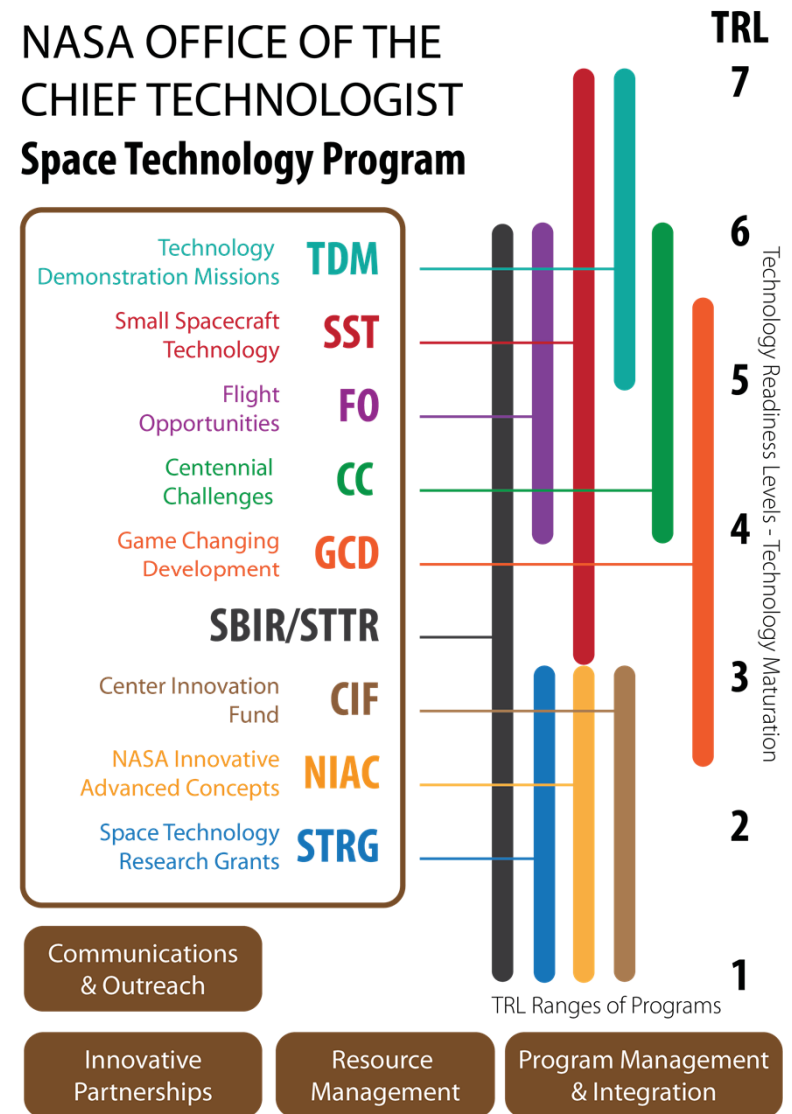 NASA OFFICE OF THE
CHIEF TECHNOLOGIST
Space Technology Program
TRL
7
6
5
4
3
2
1
Technology Readiness Levels - Technology Maturation
Technology
Demonstration Missions
TDM
Small Spacecraft
Technology
SST
Flight
Opportunities
FO
Centennial
Challenges
CC
Game Changing
Development
GCD
SBIR/STTR
Center Innovation
Fund
CIF
NASA Innovative
Advanced Concepts
NIAC
Space Technology
Research Grants
STRG
TRL Ranges of Programs
Communications
& Outreach
Innovative
Partnerships
Resource
Management
Program Management
& Integration